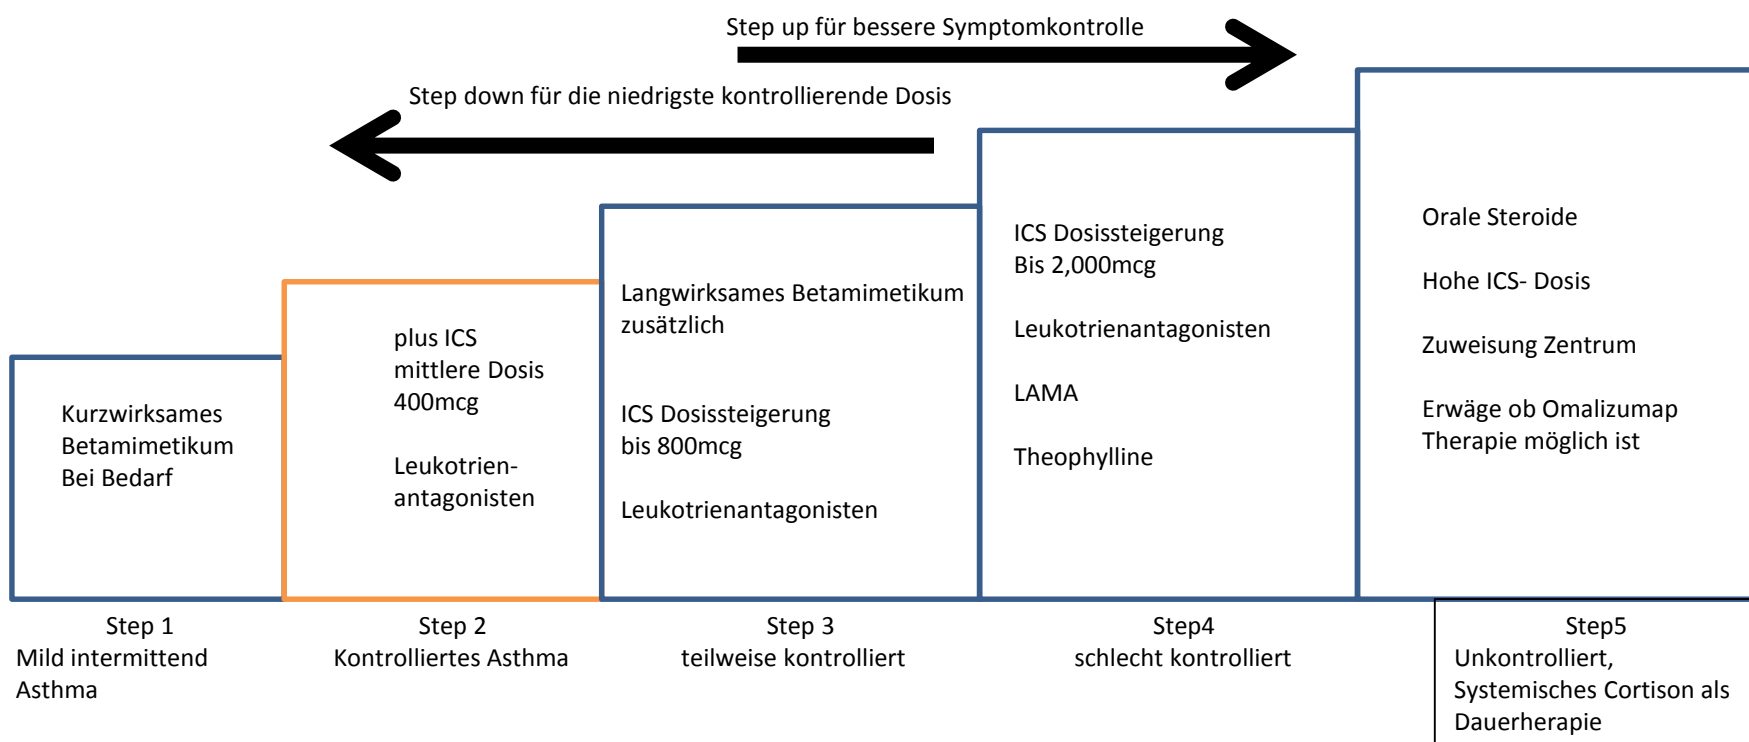 Step up für bessere Symptomkontrolle
Step down für die niedrigste kontrollierende Dosis
Kurzwirksames
Betamimetikum
Bei Bedarf
plus ICS
mittlere Dosis
400mcg
Leukotrien-
antagonisten
Langwirksames Betamimetikum
zusätzlich
ICS Dosissteigerung
bis 800mcg
Leukotrienantagonisten
ICS Dosissteigerung
Bis 2,000mcg
Leukotrienantagonisten
LAMA
Theophylline
Orale Steroide
Hohe ICS- Dosis
Zuweisung Zentrum
Erwäge ob Omalizumap
Therapie möglich ist
Step 1
Mild intermittend
Asthma
Step 2
Kontrolliertes Asthma
Step 3
teilweise kontrolliert
Step4
schlecht kontrolliert
Step5
Unkontrolliert,
Systemisches Cortison als
Dauertherapie